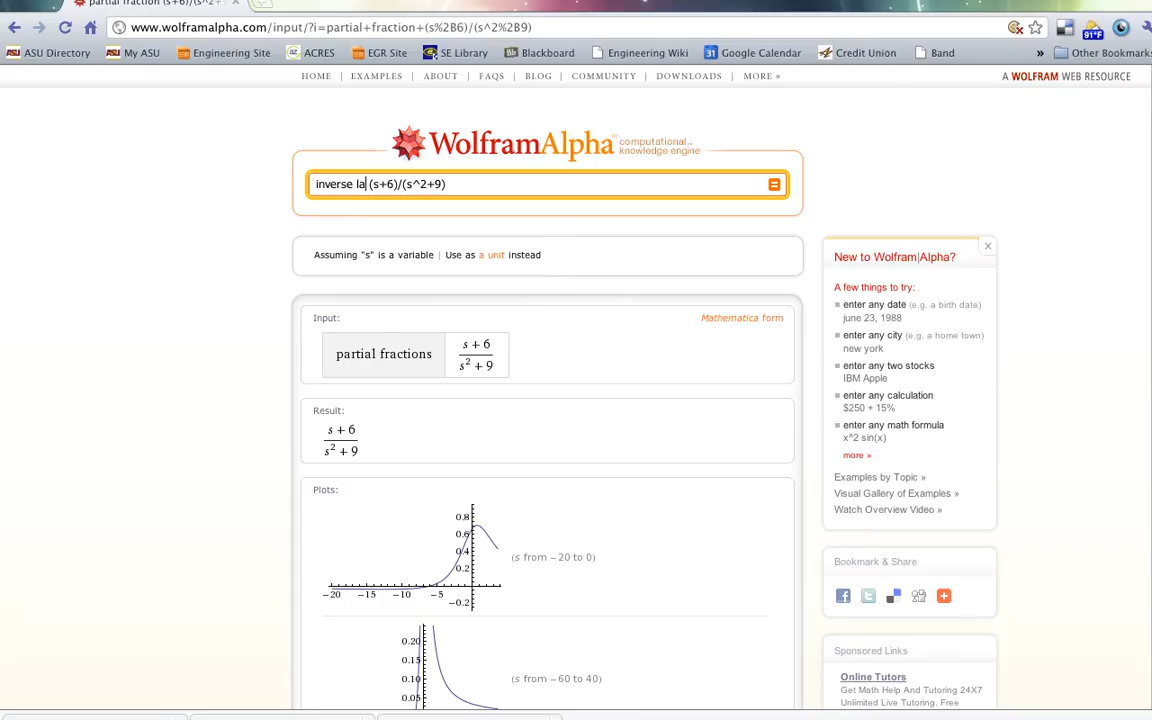 partial fraction (s+6)/(s^2+
www.wolframalpha.com/input/?i=partial+fraction+(s%2B6)/(s^2%2B9)
91°F
ASU Directory
My ASU
Engineering Site
ACRES
EGR Site
SE Library
Blackboard
Engineering Wiki
31 Google Calendar
Credit Union
Band
»
Other Bookmarks
HOME | EXAMPLES | ABOUT | FAQS | BLOG | COMMUNITY | DOWNLOADS | MORE »
A WOLFRAM WEB RESOURCE
WolframAlpha™ computational... knowledge engine
inverse la (s+6)/(s^2+9)
Assuming "s" is a variable | Use as a unit instead
Input:
Mathematica form
partial fractions
s + 6
s² + 9
Result:
s + 6
s² + 9
Plots:
0.8
0.6
0.4
0.2
-20 -15 -10 -5
-0.2
(s from -20 to 0)
0.20
0.15
0.10
0.05
(s from -60 to 40)
New to Wolfram|Alpha?
x
A few things to try:
enter any date (e.g. a birth date)
june 23, 1988
enter any city (e.g. a home town)
new york
enter any two stocks
IBM Apple
enter any calculation
$250 + 15%
enter any math formula
x^2 sin(x)
more »
Examples by Topic »
Visual Gallery of Examples »
Watch Overview Video »
Bookmark & Share
Sponsored Links
Online Tutors
Get Math Help And Tutoring 24X7
Unlimited Live Tutoring. Free